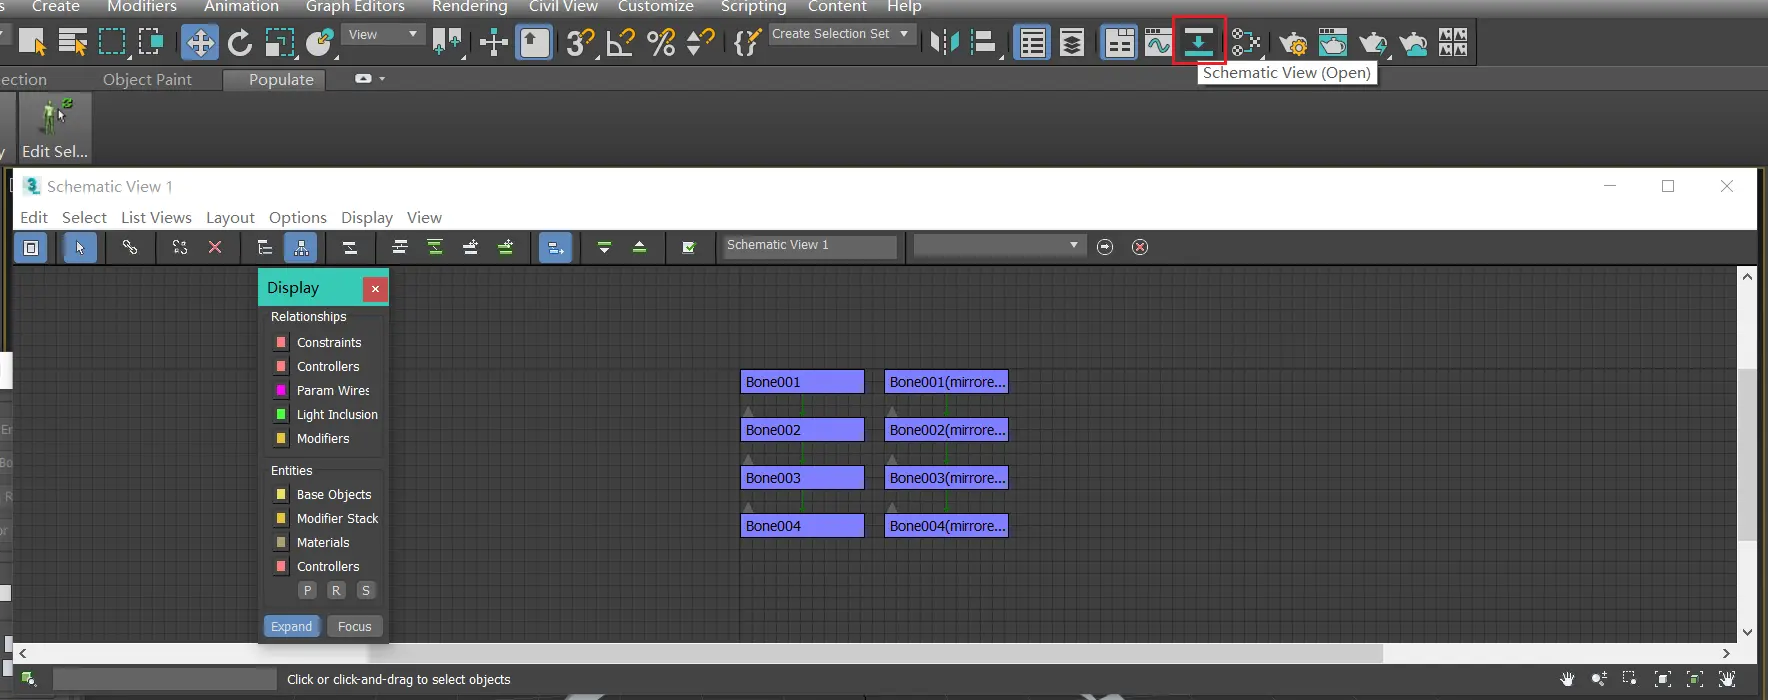 Create Modifiers Animation Graph Editors Rendering Civil View Customize Scripting Content Help
View
Create Selection Set
Schematic View (Open)
ection Object Paint Populate
Edit Sel...
Schematic View 1
Edit Select List Views Layout Options Display View
Schematic View 1
Display
Relationships
Constraints
Controllers
Param Wires
Light Inclusion
Modifiers
Entities
Base Objects
Modifier Stack
Materials
Controllers
P R S
Expand Focus
Bone001 Bone001(mirrore...
Bone002 Bone002(mirrore...
Bone003 Bone003(mirrore...
Bone004 Bone004(mirrore...
Click or click-and-drag to select objects